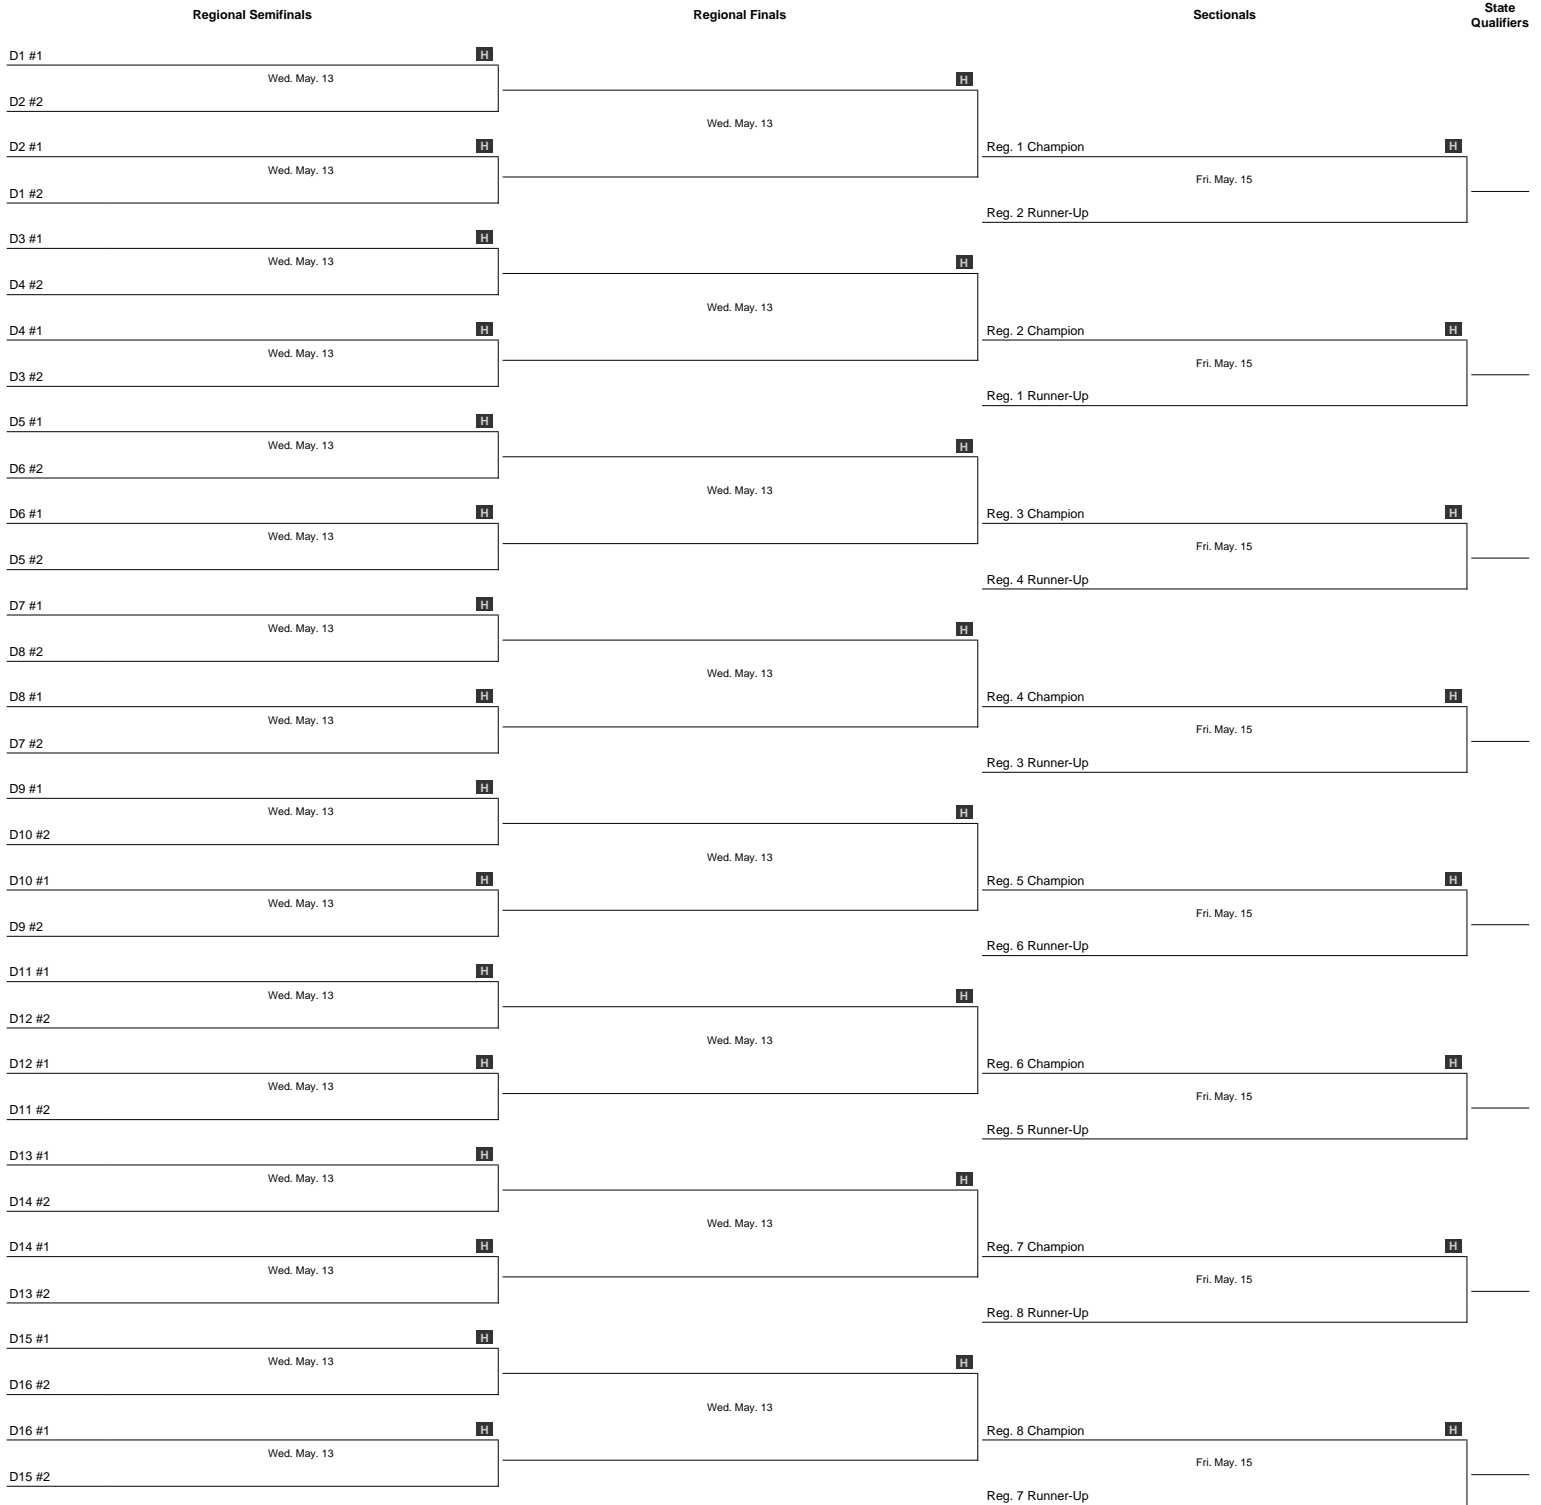 Regional Semifinals
Regional Finals
Sectionals
State
Qualifiers
D1 #1 H
Wed. May. 13
D2 #2
D2 #1 H
Wed. May. 13
D1 #2
D3 #1 H
Wed. May. 13
D4 #2
D4 #1 H
Wed. May. 13
D3 #2
D5 #1 H
Wed. May. 13
D6 #2
D6 #1 H
Wed. May. 13
D5 #2
D7 #1 H
Wed. May. 13
D8 #2
D8 #1 H
Wed. May. 13
D7 #2
D9 #1 H
Wed. May. 13
D10 #2
D10 #1 H
Wed. May. 13
D9 #2
D11 #1 H
Wed. May. 13
D12 #2
D12 #1 H
Wed. May. 13
D11 #2
D13 #1 H
Wed. May. 13
D14 #2
D14 #1 H
Wed. May. 13
D13 #2
D15 #1 H
Wed. May. 13
D16 #2
D16 #1 H
Wed. May. 13
D15 #2
H
Wed. May. 13
H
Wed. May. 13
H
Wed. May. 13
H
Wed. May. 13
H
Wed. May. 13
H
Wed. May. 13
H
Wed. May. 13
H
Wed. May. 13
Reg. 1 Champion H
Fri. May. 15
Reg. 2 Runner-Up
Reg. 2 Champion H
Fri. May. 15
Reg. 1 Runner-Up
Reg. 3 Champion H
Fri. May. 15
Reg. 4 Runner-Up
Reg. 4 Champion H
Fri. May. 15
Reg. 3 Runner-Up
Reg. 5 Champion H
Fri. May. 15
Reg. 6 Runner-Up
Reg. 6 Champion H
Fri. May. 15
Reg. 5 Runner-Up
Reg. 7 Champion H
Fri. May. 15
Reg. 8 Runner-Up
Reg. 8 Champion H
Fri. May. 15
Reg. 7 Runner-Up